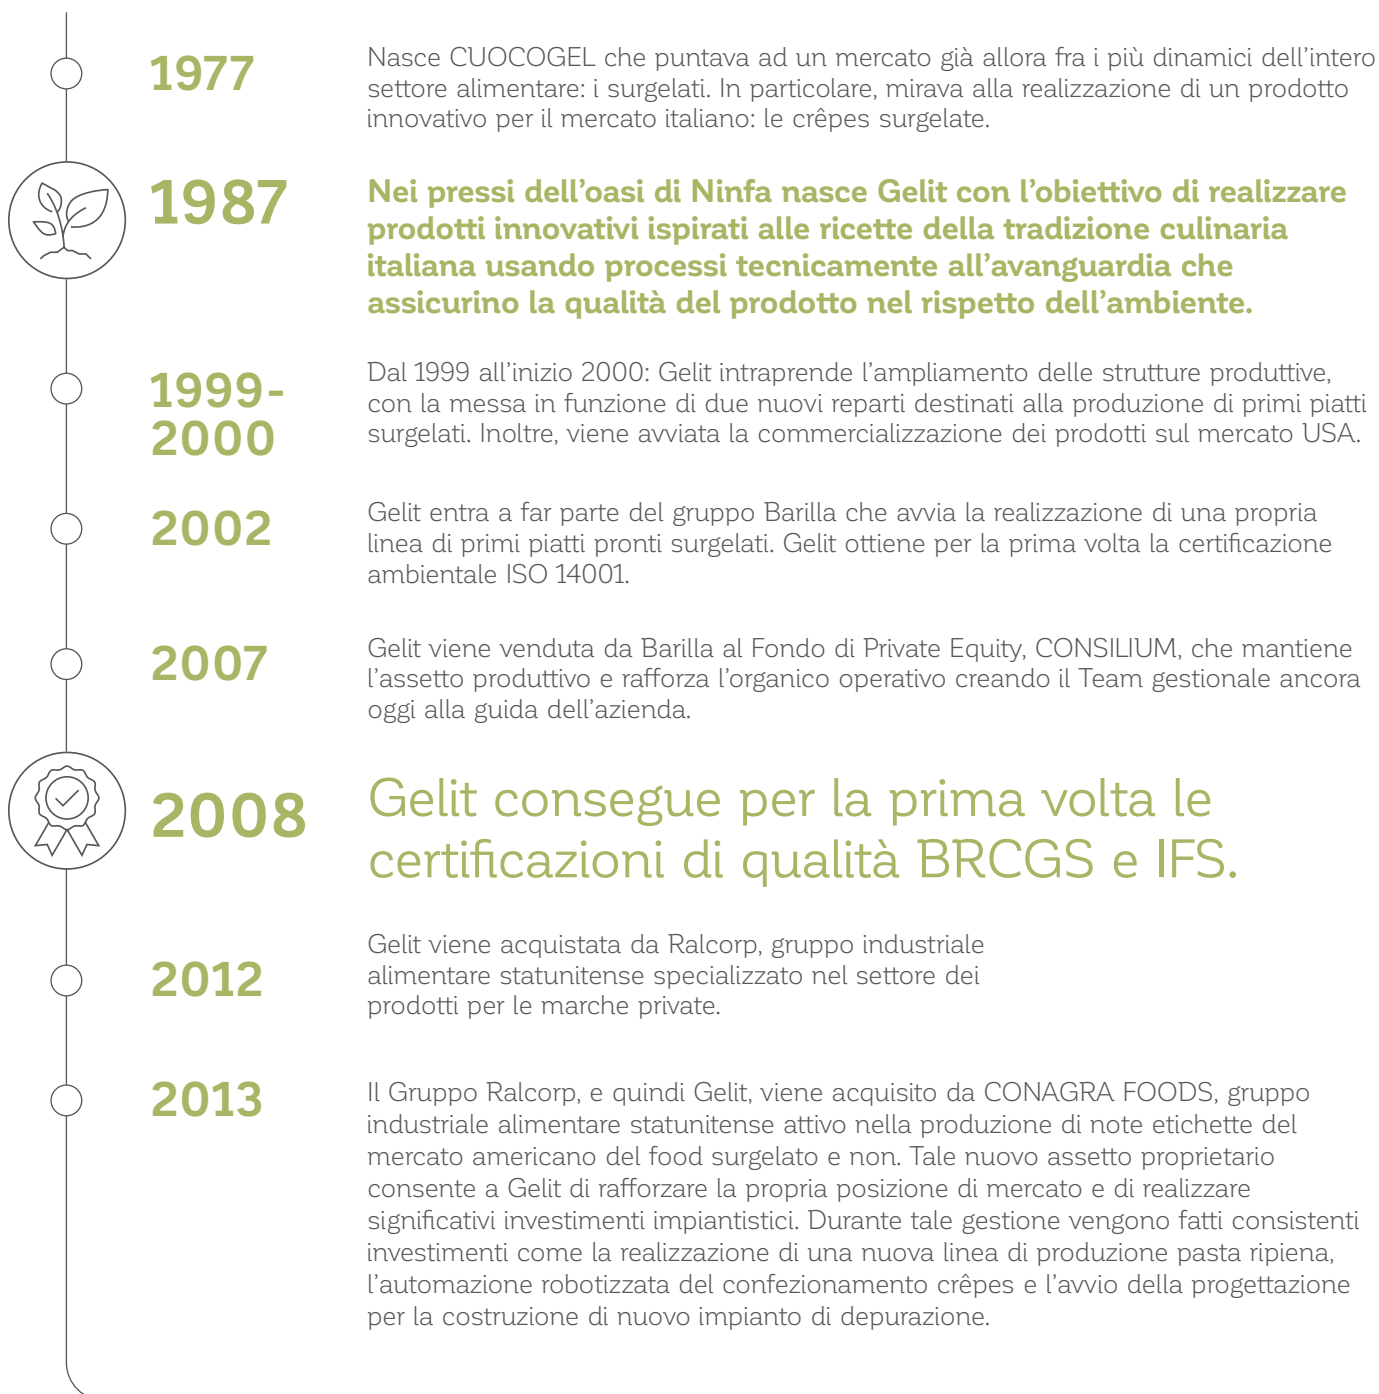 1977
Nasce CUOCOGEL che puntava ad un mercato già allora fra i più dinamici dell’intero
settore alimentare: i surgelati. In particolare, mirava alla realizzazione di un prodotto
innovativo per il mercato italiano: le crêpes surgelate.
1987
Nei pressi dell’oasi di Ninfa nasce Gelit con l’obiettivo di realizzare
prodotti innovativi ispirati alle ricette della tradizione culinaria
italiana usando processi tecnicamente all’avanguardia che
assicurino la qualità del prodotto nel rispetto dell’ambiente.
1999-
2000
Dal 1999 all’inizio 2000: Gelit intraprende l’ampliamento delle strutture produttive,
con la messa in funzione di due nuovi reparti destinati alla produzione di primi piatti
surgelati. Inoltre, viene avviata la commercializzazione dei prodotti sul mercato USA.
2002
Gelit entra a far parte del gruppo Barilla che avvia la realizzazione di una propria
linea di primi piatti pronti surgelati. Gelit ottiene per la prima volta la certificazione
ambientale ISO 14001.
2007
Gelit viene venduta da Barilla al Fondo di Private Equity, CONSILIUM, che mantiene
l’assetto produttivo e rafforza l’organico operativo creando il Team gestionale ancora
oggi alla guida dell’azienda.
2008
Gelit consegue per la prima volta le
certificazioni di qualità BRCGS e IFS.
2012
Gelit viene acquistata da Ralcorp, gruppo industriale
alimentare statunitense specializzato nel settore dei
prodotti per le marche private.
2013
Il Gruppo Ralcorp, e quindi Gelit, viene acquisito da CONAGRA FOODS, gruppo
industriale alimentare statunitense attivo nella produzione di note etichette del
mercato americano del food surgelato e non. Tale nuovo assetto proprietario
consente a Gelit di rafforzare la propria posizione di mercato e di realizzare
significativi investimenti impiantistici. Durante tale gestione vengono fatti consistenti
investimenti come la realizzazione di una nuova linea di produzione pasta ripiena,
l’automazione robotizzata del confezionamento crêpes e l’avvio della progettazione
per la costruzione di nuovo impianto di depurazione.